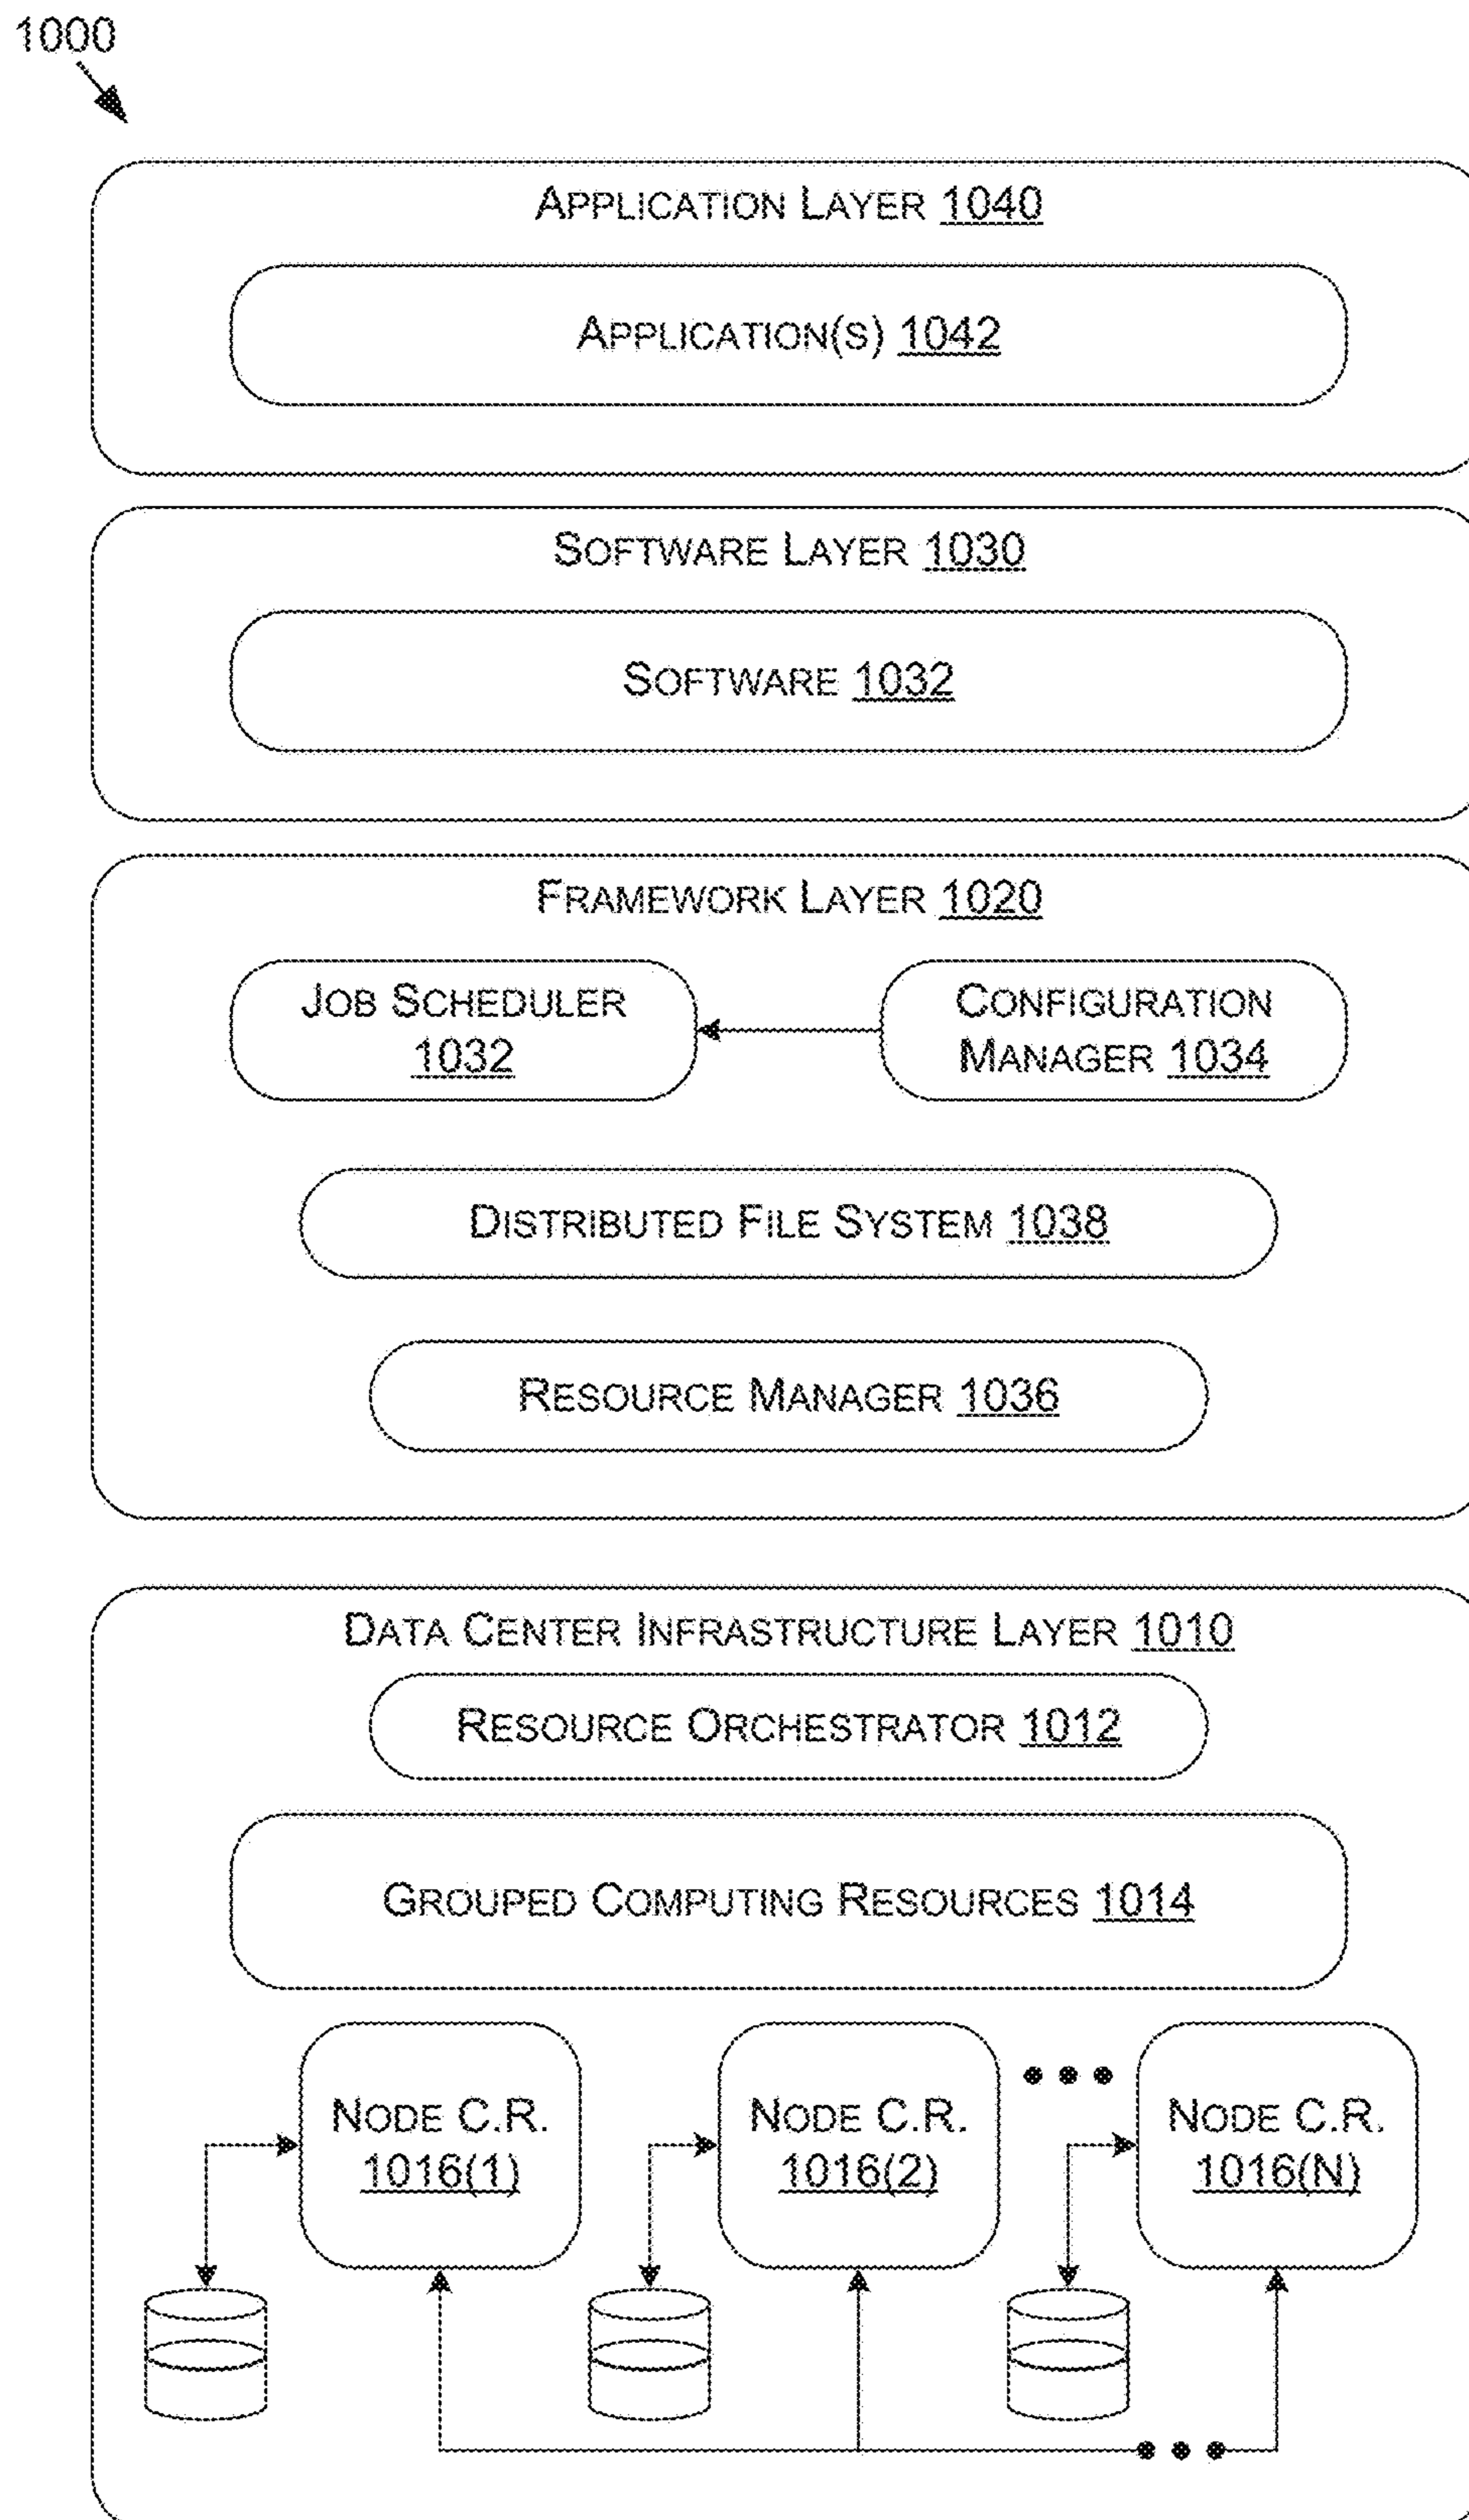 1000
APPLICATION LAYER 1040
APPLICATION(S) 1042
SOFTWARE LAYER 1030
SOFTWARE 1032
FRAMEWORK LAYER 1020
JOB SCHEDULER
1032
CONFIGURATION
MANAGER 1034
DISTRIBUTED FILE SYSTEM 1038
RESOURCE MANAGER 1036
DATA CENTER INFRASTRUCTURE LAYER 1010
RESOURCE ORCHESTRATOR 1012
GROUPED COMPUTING RESOURCES 1014
NODE C.R.
1016(1)
NODE C.R.
1016(2)
NODE C.R.
1016(N)